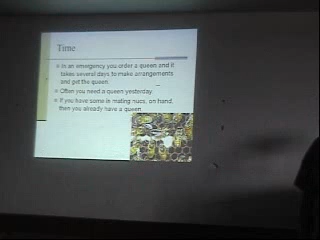 Time
In an emergency you order a queen and it
takes several days to make arrangements
and get the queen.
Often you need a queen yesterday.
If you have some in mating nucs, on hand,
then you already have a queen.